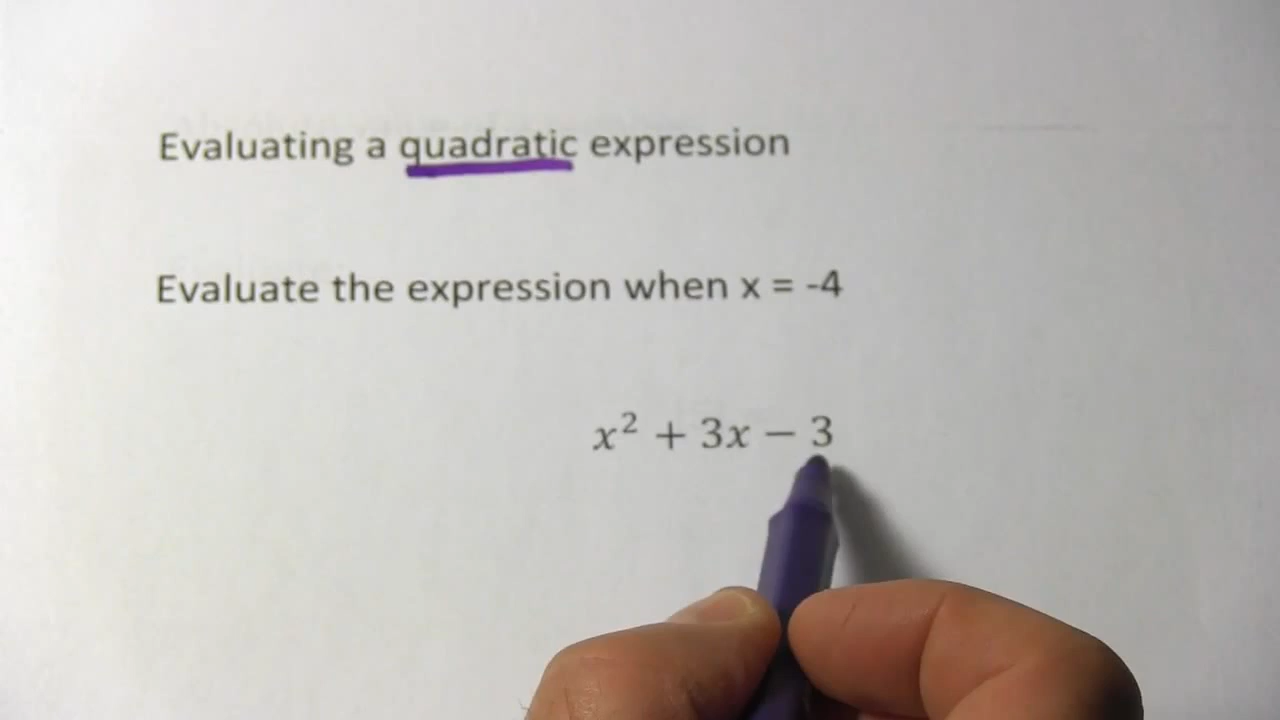 Evaluating a quadratic expression
Evaluate the expression when x = -4
x² + 3x − 3